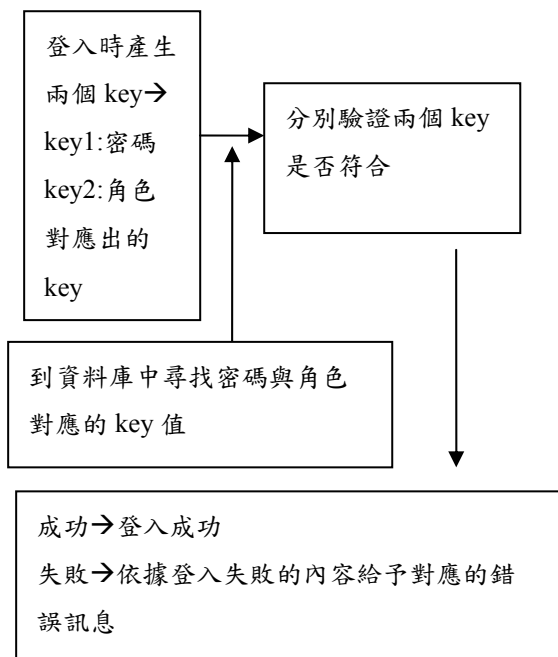 登入時產生
兩個 key→
key1:密碼
key2:角色
對應出的
key
分別驗證兩個 key
是否符合
到資料庫中尋找密碼與角色
對應的 key 值
成功→登入成功
失敗→依據登入失敗的內容給予對應的錯
誤訊息